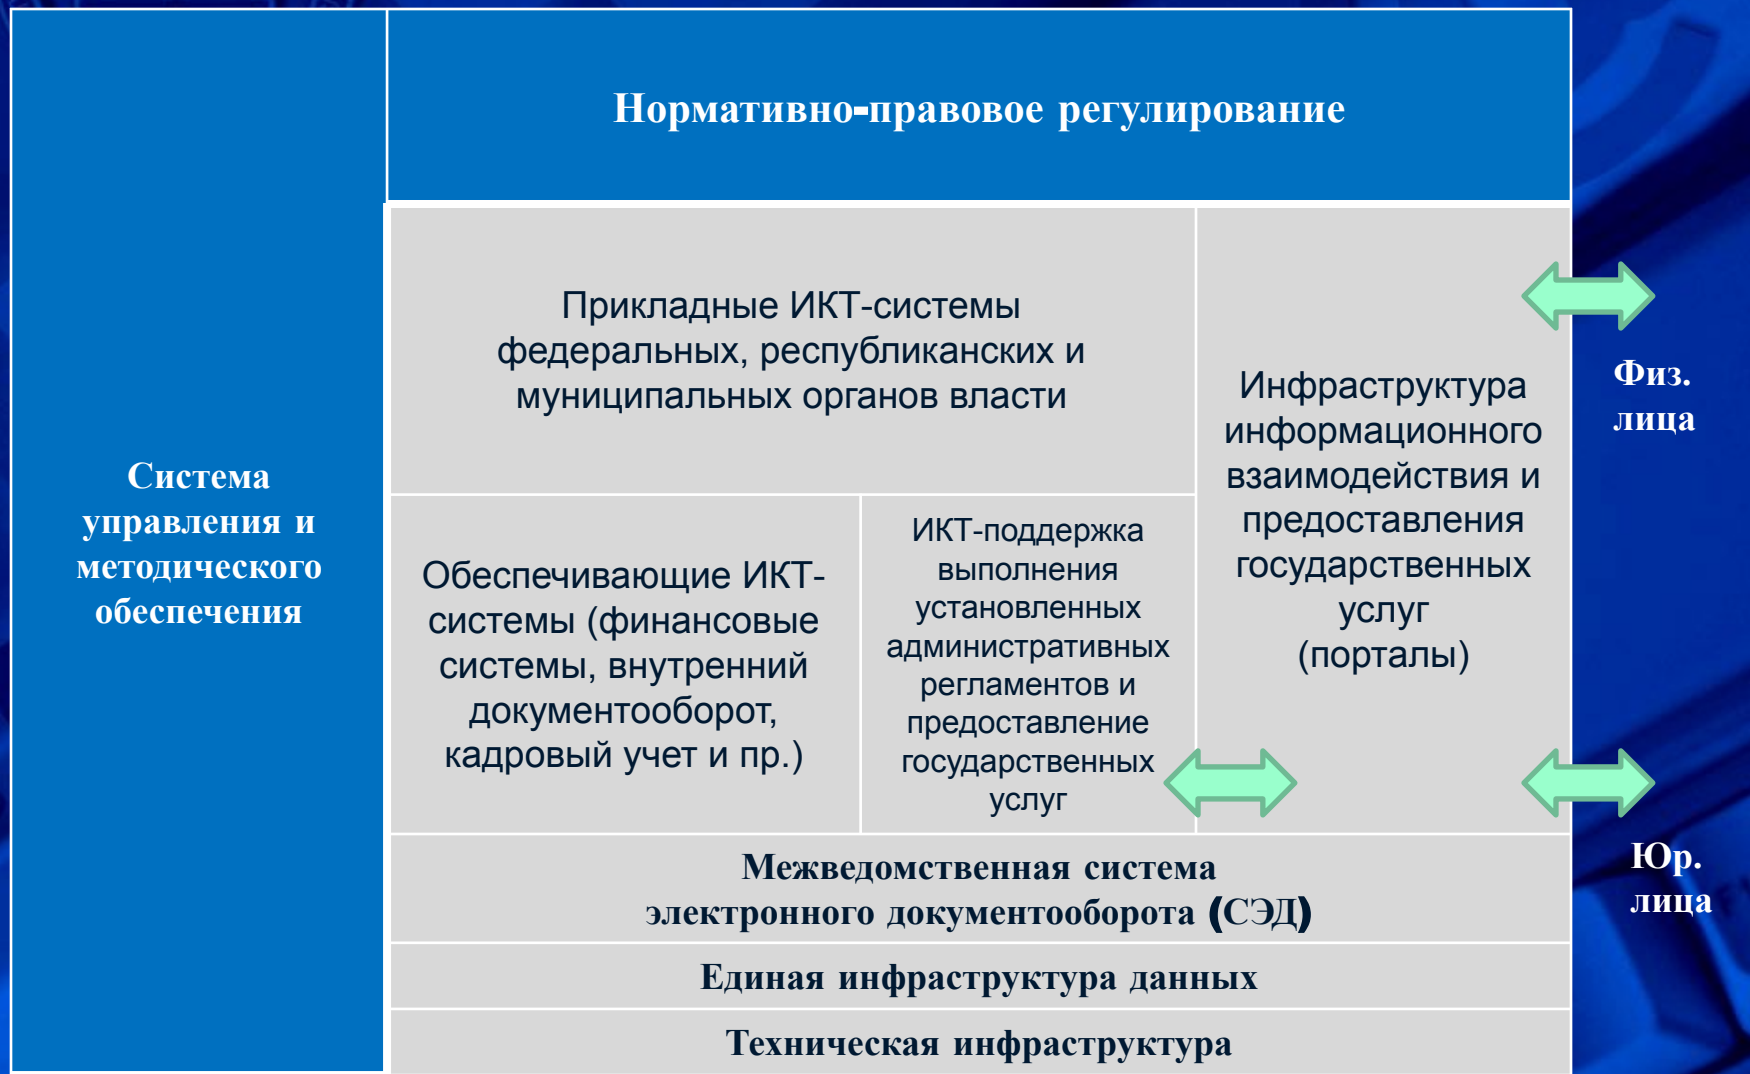 Нормативно-правовое регулирование
Система
управления и
методического
обеспечения
Прикладные ИКТ-системы
федеральных, республиканских и
муниципальных органов власти
Инфраструктура
информационного
взаимодействия и
предоставления
государственных
услуг
(порталы)
Физ.
лица
Обеспечивающие ИКТ-
системы (финансовые
системы, внутренний
документооборот,
кадровый учет и пр.)
ИКТ-поддержка
выполнения
установленных
административных
регламентов и
предоставление
государственных
услуг
Юр.
лица
Межведомственная система
электронного документооборота (СЭД)
Единая инфраструктура данных
Техническая инфраструктура